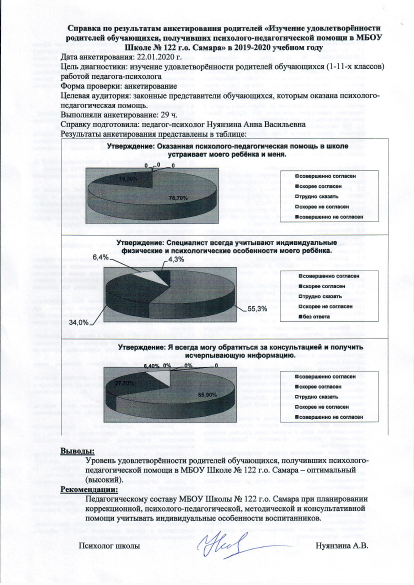 Справка по результатам анкетирования родителей «Изучение удовлетворённости
родителей обучающихся, получивших психолого-педагогической помощи в МБОУ
Школе № 122 г.о. Самара» в 2019-2020 учебном году
Дата анкетирования: 22.01.2020 г.
Цель диагностики: изучение удовлетворённости родителей обучающихся (1-11-х классов)
работой педагога-психолога
Форма проверки: анкетирование
Целевая аудитория: законные представители обучающихся, которым оказана психолого-
педагогическая помощь.
Выполняли анкетирование: 29 ч.
Справку подготовила: педагог-психолог Нуянзина Анна Васильевна
Результаты анкетирования представлены в таблице:
Утверждение: Оказанная психолого-педагогическая помощь в школе
устраивает моего ребёнка и меня.
0 0 0
78,70%
совершенно согласен
скорее согласен
трудно сказать
скорее не согласен
совершенно не согласен
Утверждение: Специалист всегда учитывают индивидуальные
физические и психологические особенности моего ребёнка.
6,4%
4,3%
34,0%
55,3%
совершенно согласен
скорее согласен
трудно сказать
скорее не согласен
без ответа
Утверждение: Я всегда могу обратиться за консультацией и получить
исчерпывающую информацию.
6,40% 0% 0
совершенно согласен
скорее согласен
трудно сказать
скорее не согласен
совершенно не согласен
Выводы:
Уровень удовлетворённости родителей обучающихся, получивших психолого-
педагогической помощи в МБОУ Школе № 122 г.о. Самара – оптимальный
(высокий).
Рекомендации:
Педагогическому составу МБОУ Школы № 122 г.о. Самара при планировании
коррекционной, психолого-педагогической, методической и консультативной
помощи учитывать индивидуальные особенности воспитанников.
Психолог школы Нуянзина А.В.